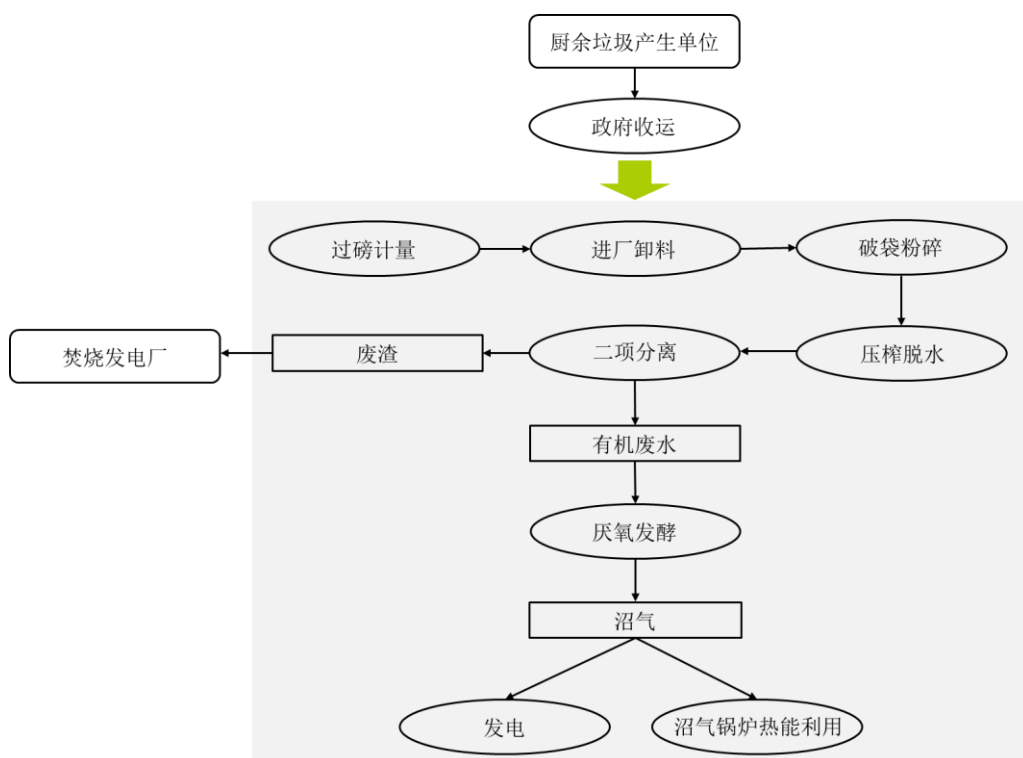 厨余垃圾产生单位
政府收运
过磅计量
进厂卸料
破袋粉碎
焚烧发电厂
废渣
二项分离
压榨脱水
有机废水
厌氧发酵
沼气
发电
沼气锅炉热能利用